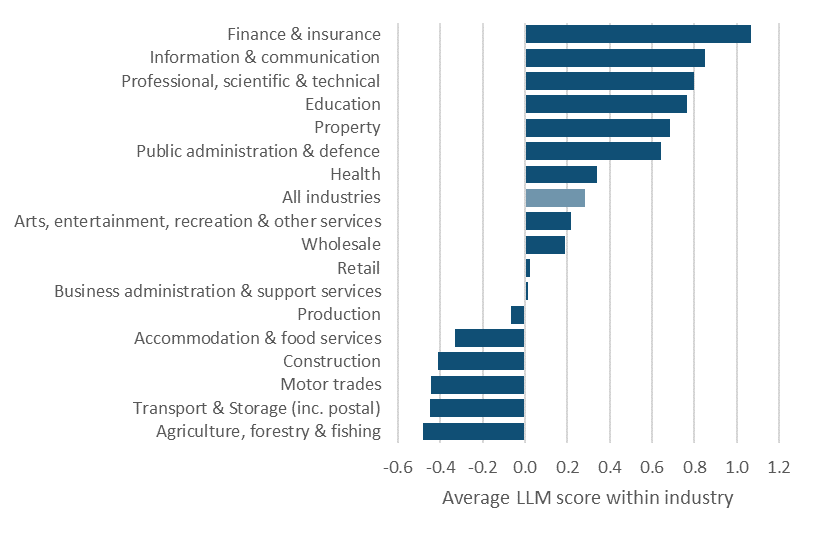 Finance & insurance
Information & communication
Professional, scientific & technical
Education
Property
Public administration & defence
Health
All industries
Arts, entertainment, recreation & other services
Wholesale
Retail
Business administration & support services
Production
Accommodation & food services
Construction
Motor trades
Transport & Storage (inc. postal)
Agriculture, forestry & fishing
-0.6 -0.4 -0.2 0.0 0.2 0.4 0.6 0.8 1.0 1.2
Average LLM score within industry